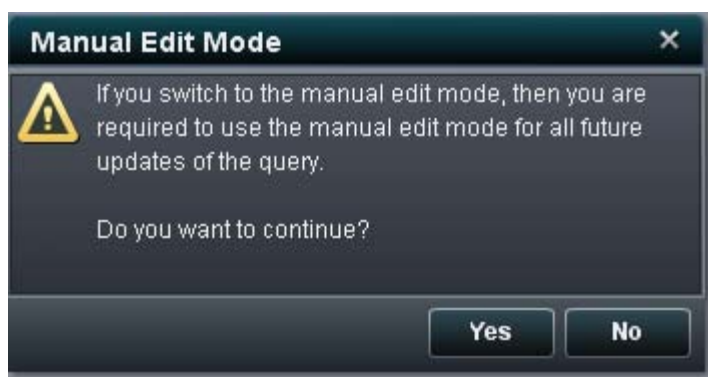 Manual Edit Mode
If you switch to the manual edit mode, then you are
required to use the manual edit mode for all future
updates of the query.
Do you want to continue?
Yes No